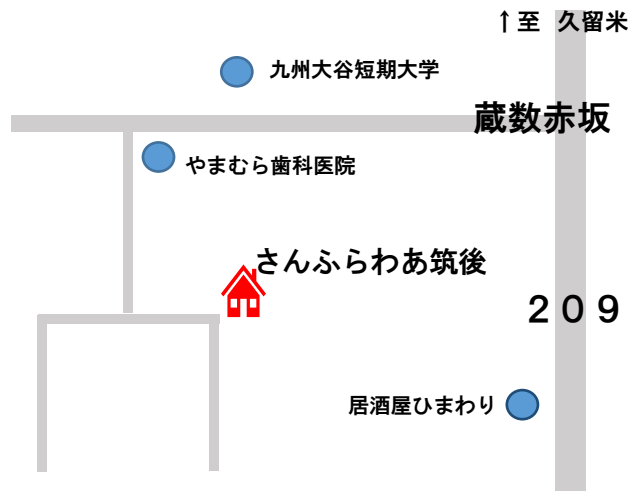 ↑至 久留米
九州大谷短期大学
蔵数赤坂
やまむら歯科医院
さんふらわあ筑後
２０９
居酒屋ひまわり